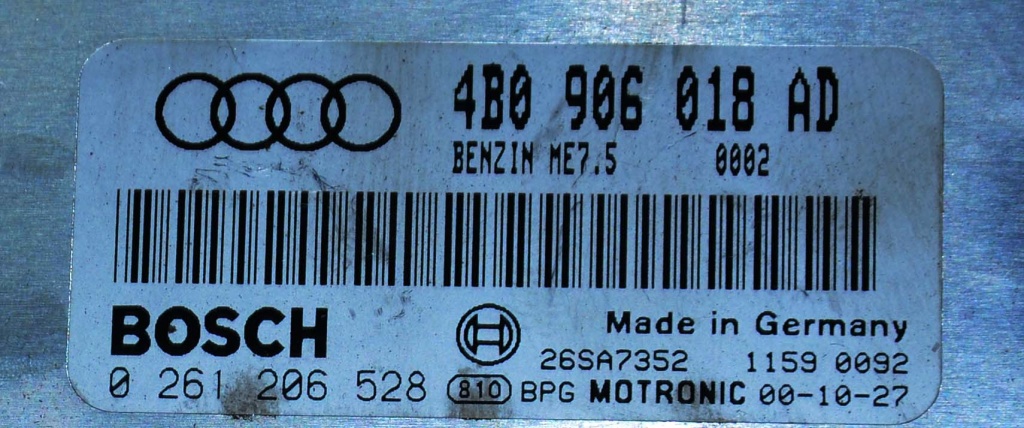 4B0 906 018 AD
BENZIN ME7.5 0002
BOSCH
Made in Germany
26SA7352 1159 0092
0 261 206 528 810 BPG MOTRONIC 00-10-27